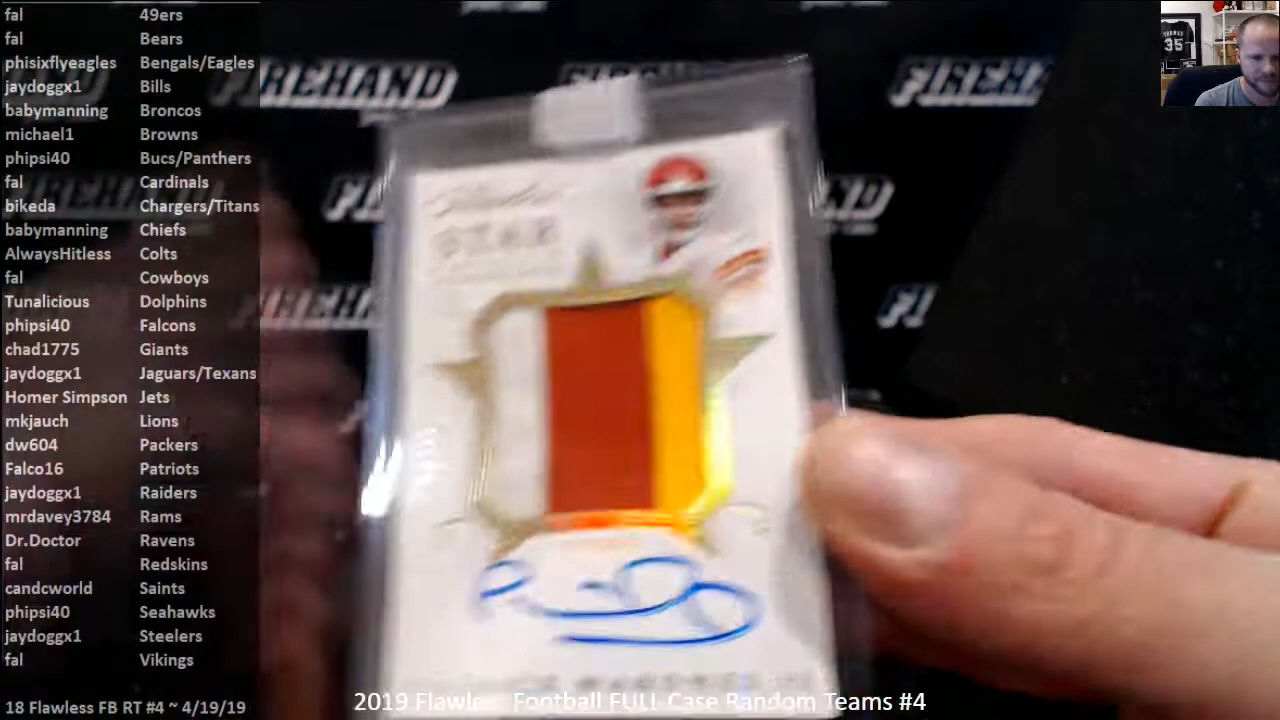 fal 49ers
fal Bears
phisixflyeagles Bengals/Eagles
jaydoggx1 Bills
babymanning Broncos
michael1 Browns
phipsi40 Bucs/Panthers
fal Cardinals
bikeda Chargers/Titans
babymanning Chiefs
AlwaysHitless Colts
fal Cowboys
Tunalicious Dolphins
phipsi40 Falcons
chad1775 Giants
jaydoggx1 Jaguars/Texans
Homer Simpson Jets
mkjauch Lions
dw604 Packers
Falco16 Patriots
jaydoggx1 Raiders
mrdavey3784 Rams
Dr.Doctor Ravens
fal Redskins
candcworld Saints
phipsi40 Seahawks
jaydoggx1 Steelers
fal Vikings
18 Flawless FB RT #4 ~ 4/19/19
FIREHAND
STAR
THOMAS
35
2019 Flawless Football FULL Case Random Teams #4